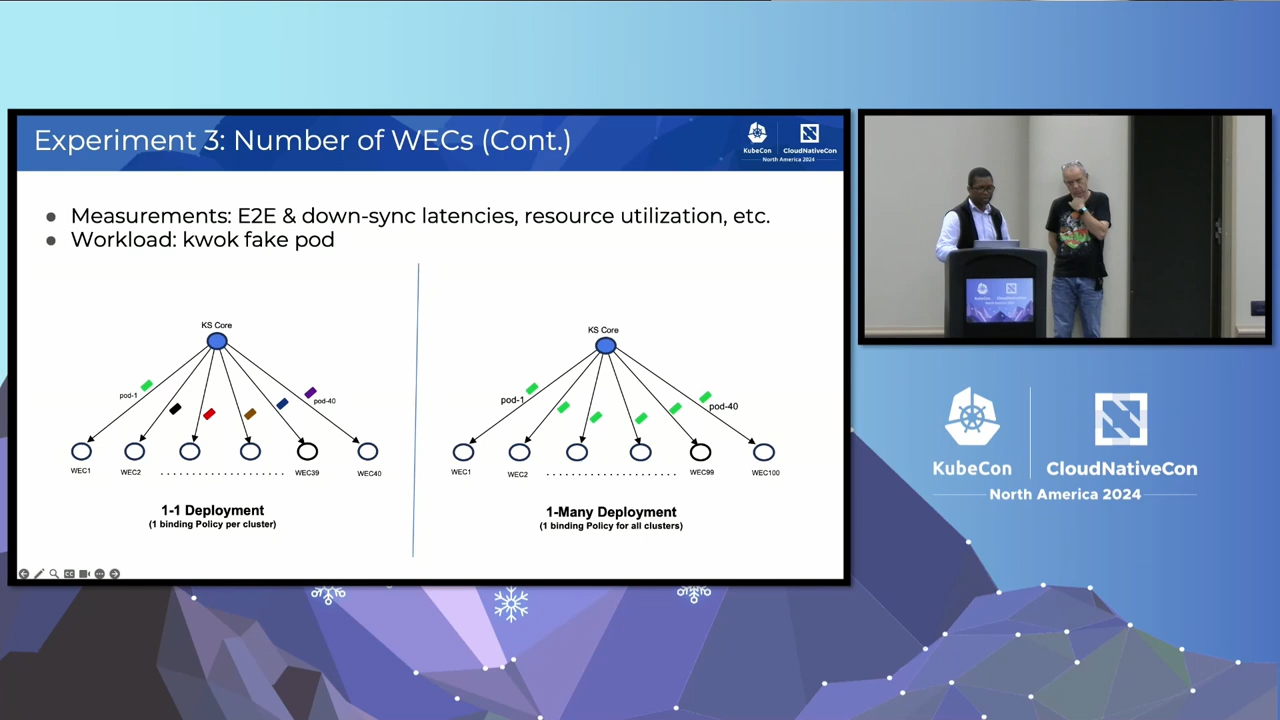 Experiment 3: Number of WECs (Cont.)
KubeCon
CloudNativeCon
North America 2024
Measurements: E2E & down-sync latencies, resource utilization, etc.
Workload: kwok fake pod
KS Core
pod-1
pod-40
WEC1
WEC2
WEC39
WEC40
1-1 Deployment
(1 binding Policy per cluster)
KS Core
pod-1
pod-40
WEC1
WEC2
WEC99
WEC100
1-Many Deployment
(1 binding Policy for all clusters)
KubeCon
CloudNativeCon
North America 2024